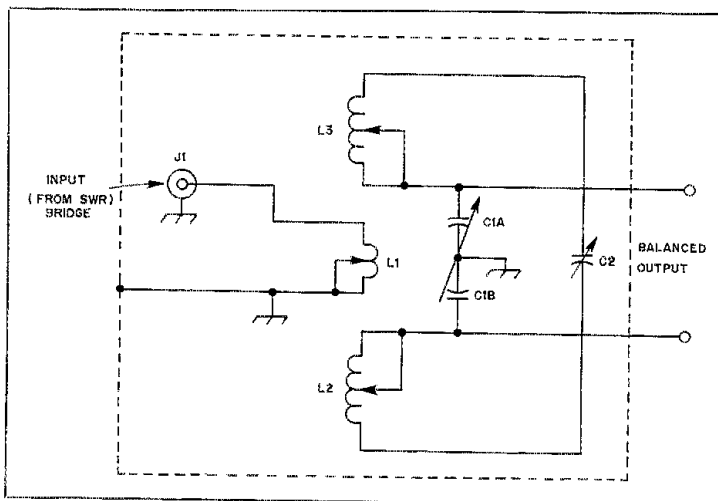 L3
J1
INPUT
(FROM SWR)
BRIDGE
C1A
L1
C2
BALANCED
OUTPUT
C1B
L2